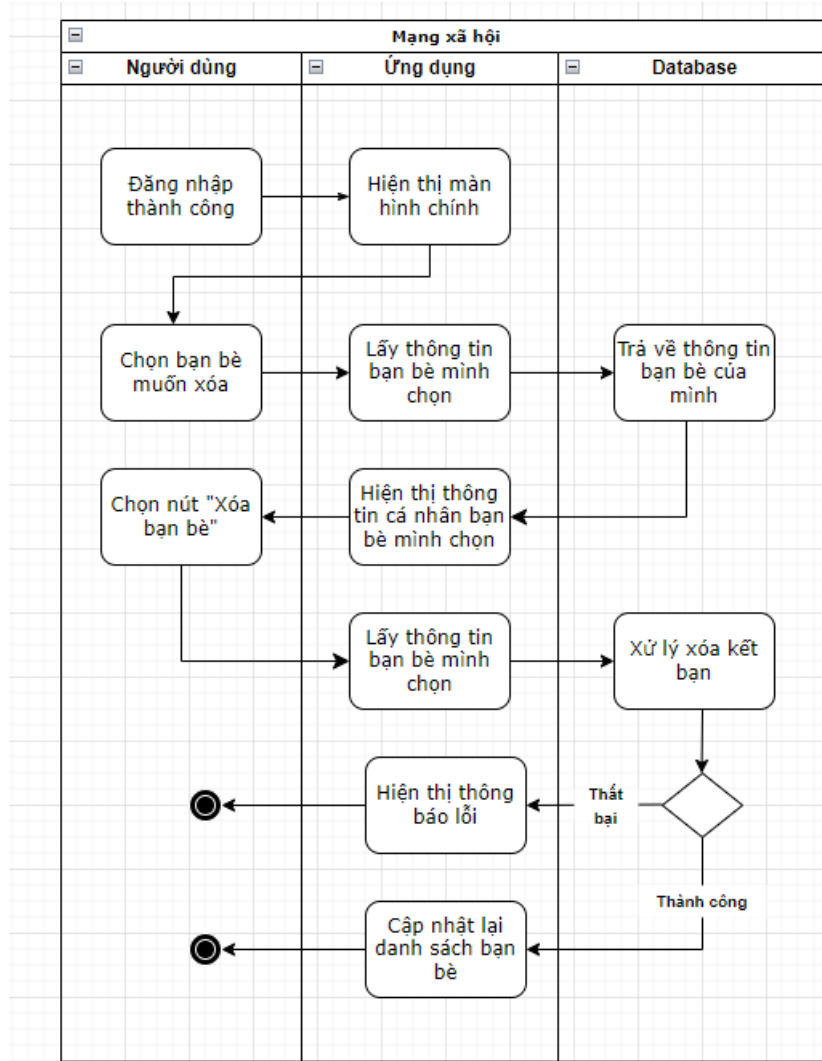 Mạng xã hội
Người dùng
Ứng dụng
Database
Đăng nhập
thành công
Hiện thị màn
hình chính
Chọn bạn bè
muốn xóa
Lấy thông tin
bạn bè mình
chọn
Trả về thông tin
bạn bè của
mình
Chọn nút "Xóa
bạn bè"
Hiện thị thông
tin cá nhân bạn
bè mình chọn
Lấy thông tin
bạn bè mình
chọn
Xử lý xóa kết
bạn
Hiện thị thông
báo lỗi
Thất
bại
Thành công
Cập nhật lại
danh sách bạn
bè